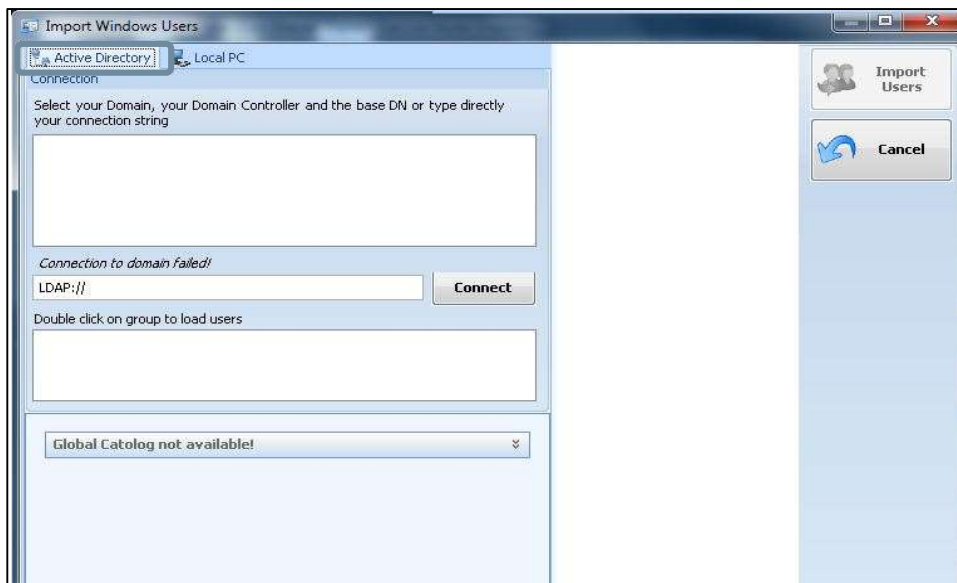 Import Windows Users
Active Directory
Local PC
Connection
Select your Domain, your Domain Controller and the base DN or type directly
your connection string
Connection to domain failed!
LDAP://
Connect
Double click on group to load users
Global Catolog not available!
Import
Users
Cancel